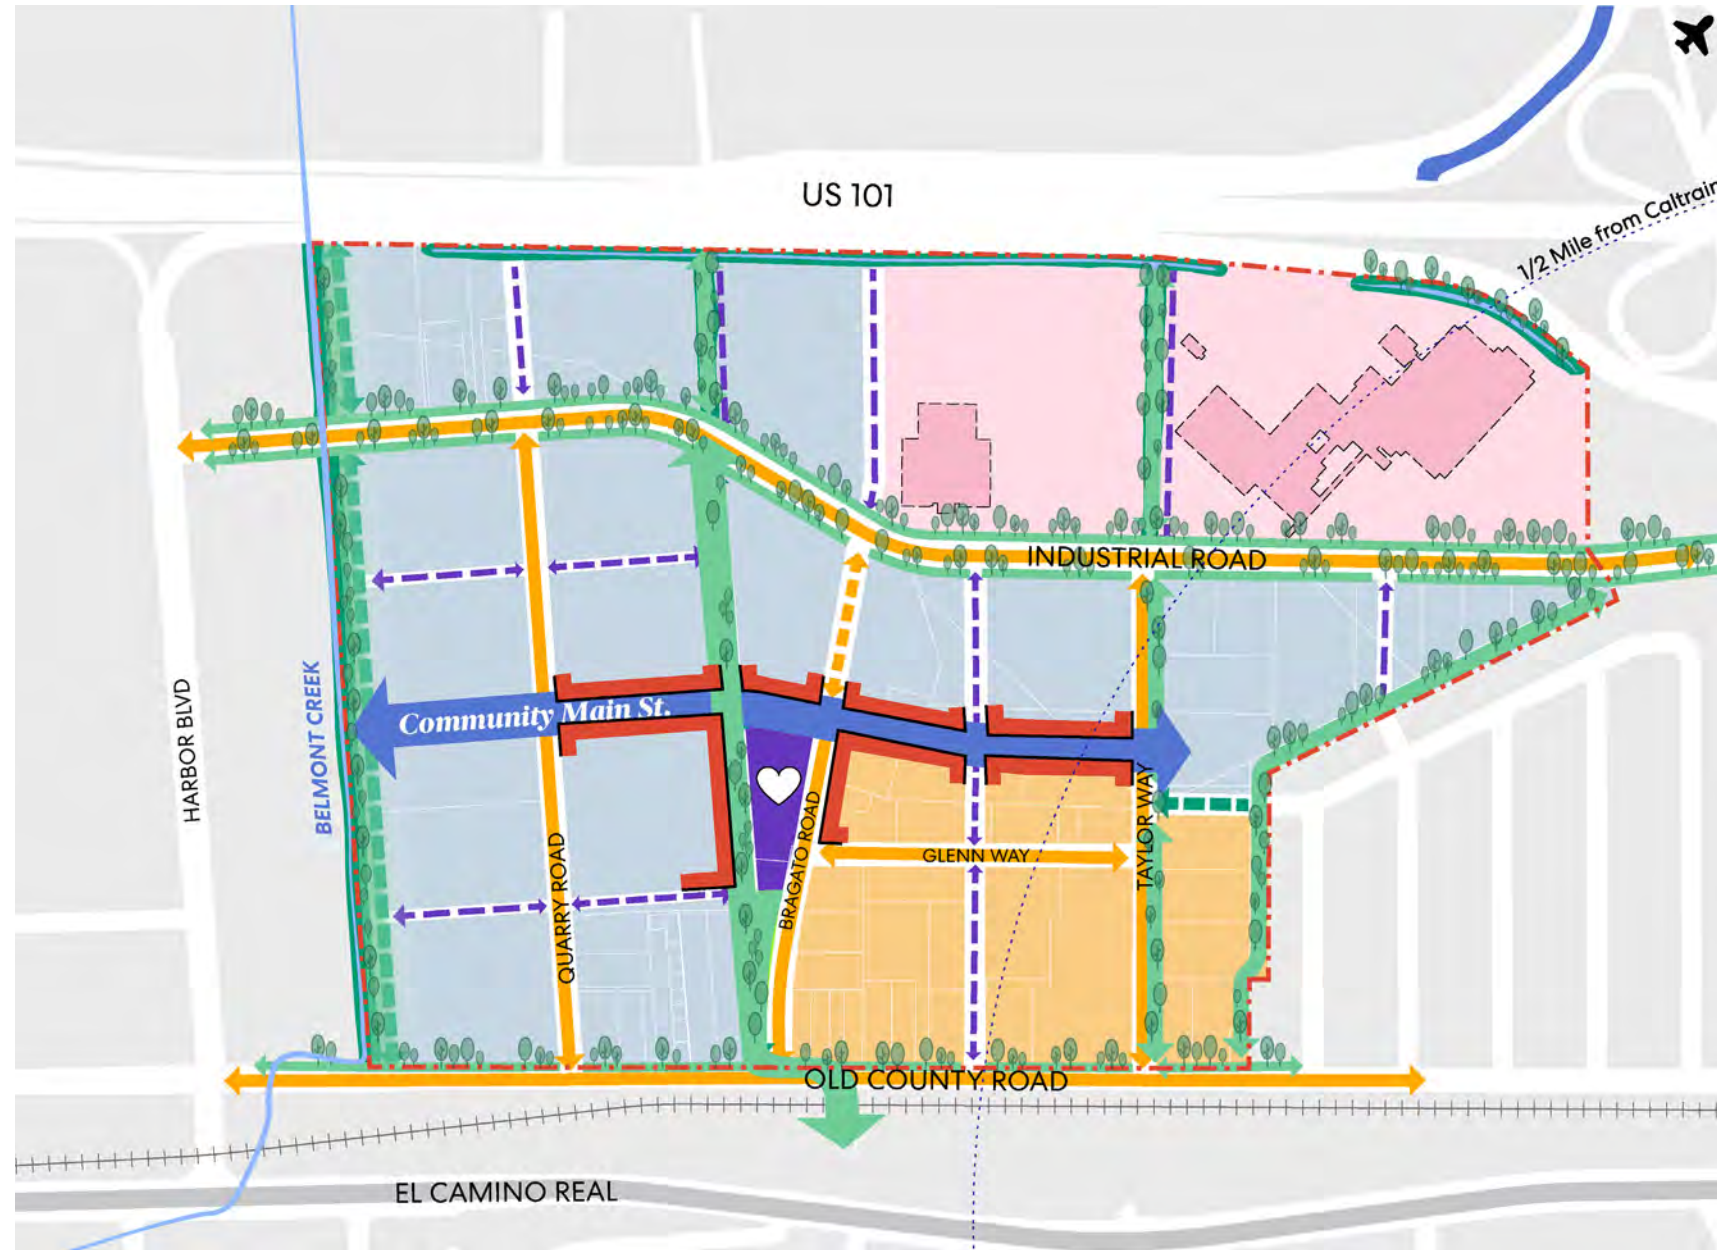 US 101
1/2 Mile from Caltrain
INDUSTRIAL ROAD
HARBOR BLVD
BELMONT CREEK
Community Main St.
QUARRY ROAD
BRAGATO ROAD
GLENN WAY
TAYLOR WAY
OLD COUNTY ROAD
EL CAMINO REAL